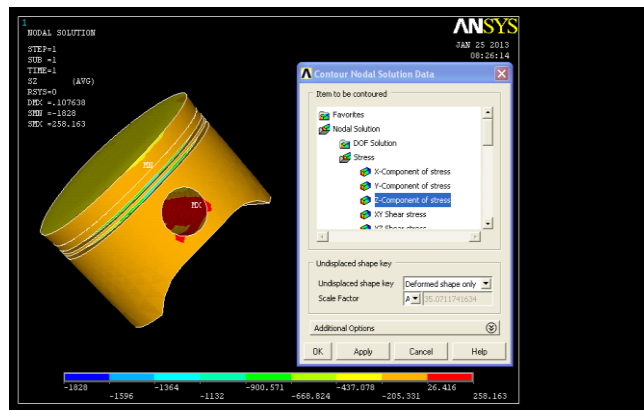 1
NODAL SOLUTION
STEP=1
SUB =1
TIME=1
SZ (AVG)
RSYS=0
DMX =.107638
SMN =-1828
SMX =258.163
ANSYS
JAN 25 2013
08:26:14
MN
MX
Contour Nodal Solution Data
Item to be contoured
Favorites
Nodal Solution
DOF Solution
Stress
X-Component of stress
Y-Component of stress
Z-Component of stress
XY Shear stress
YZ Shear stress
Undisplaced shape key
Undisplaced shape key Deformed shape only
Scale Factor A 35.0711741634
Additional Options
OK Apply Cancel Help
-1828 -1364 -900.571 -437.078 26.416
-1596 -1132 -668.824 -205.331 258.163